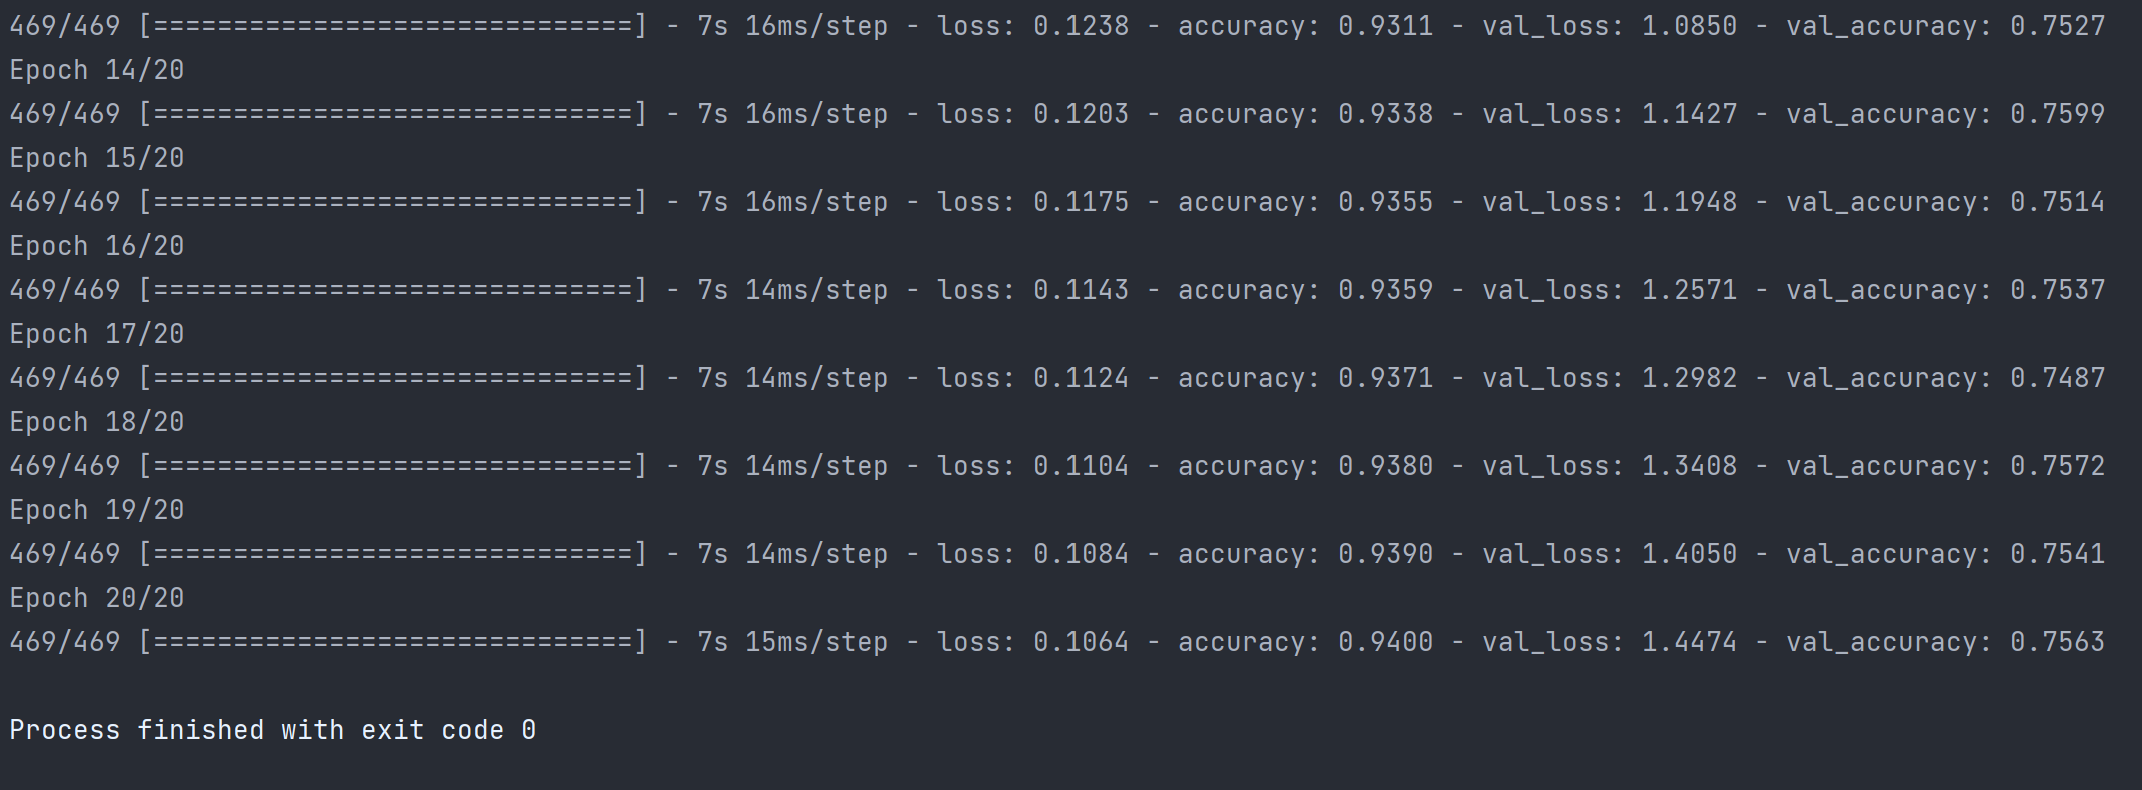 469/469 [==============================] - 7s 16ms/step - loss: 0.1238 - accuracy: 0.9311 - val_loss: 1.0850 - val_accuracy: 0.7527
Epoch 14/20
469/469 [==============================] - 7s 16ms/step - loss: 0.1203 - accuracy: 0.9338 - val_loss: 1.1427 - val_accuracy: 0.7599
Epoch 15/20
469/469 [==============================] - 7s 16ms/step - loss: 0.1175 - accuracy: 0.9355 - val_loss: 1.1948 - val_accuracy: 0.7514
Epoch 16/20
469/469 [==============================] - 7s 14ms/step - loss: 0.1143 - accuracy: 0.9359 - val_loss: 1.2571 - val_accuracy: 0.7537
Epoch 17/20
469/469 [==============================] - 7s 14ms/step - loss: 0.1124 - accuracy: 0.9371 - val_loss: 1.2982 - val_accuracy: 0.7487
Epoch 18/20
469/469 [==============================] - 7s 14ms/step - loss: 0.1104 - accuracy: 0.9380 - val_loss: 1.3408 - val_accuracy: 0.7572
Epoch 19/20
469/469 [==============================] - 7s 14ms/step - loss: 0.1084 - accuracy: 0.9390 - val_loss: 1.4050 - val_accuracy: 0.7541
Epoch 20/20
469/469 [==============================] - 7s 15ms/step - loss: 0.1064 - accuracy: 0.9400 - val_loss: 1.4474 - val_accuracy: 0.7563
Process finished with exit code 0